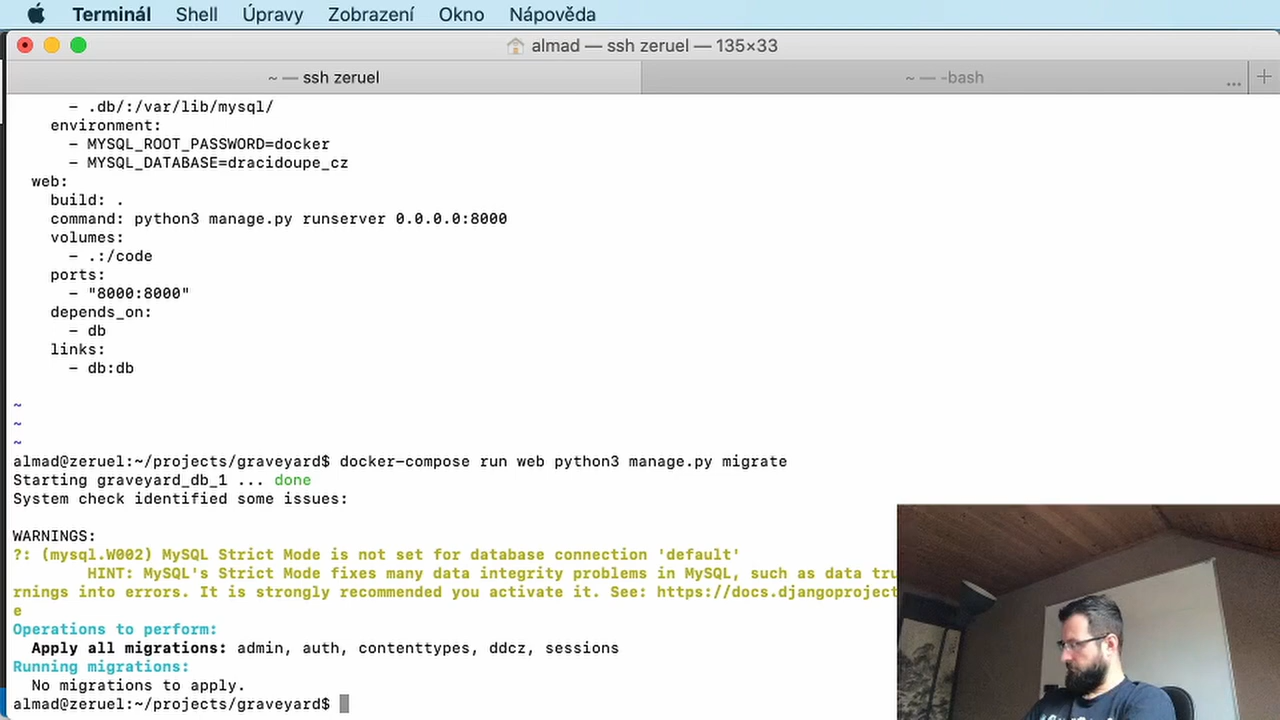 Terminál Shell Úpravy Zobrazení Okno Nápověda
almad — ssh zeruel — 135×33
~ — ssh zeruel ~ — -bash ...
- .db/:/var/lib/mysql/
environment:
- MYSQL_ROOT_PASSWORD=docker
- MYSQL_DATABASE=dracidoupe_cz
web:
build: .
command: python3 manage.py runserver 0.0.0.0:8000
volumes:
- .:/code
ports:
- "8000:8000"
depends_on:
- db
links:
- db:db
~
~
~
almad@zeruel:~/projects/graveyard$ docker-compose run web python3 manage.py migrate
Starting graveyard_db_1 ... done
System check identified some issues:
WARNINGS:
?: (mysql.W002) MySQL Strict Mode is not set for database connection 'default'
HINT: MySQL's Strict Mode fixes many data integrity problems in MySQL, such as data tru
rnings into errors. It is strongly recommended you activate it. See: https://docs.djangoproject
e
Operations to perform:
Apply all migrations: admin, auth, contenttypes, ddcz, sessions
Running migrations:
No migrations to apply.
almad@zeruel:~/projects/graveyard$